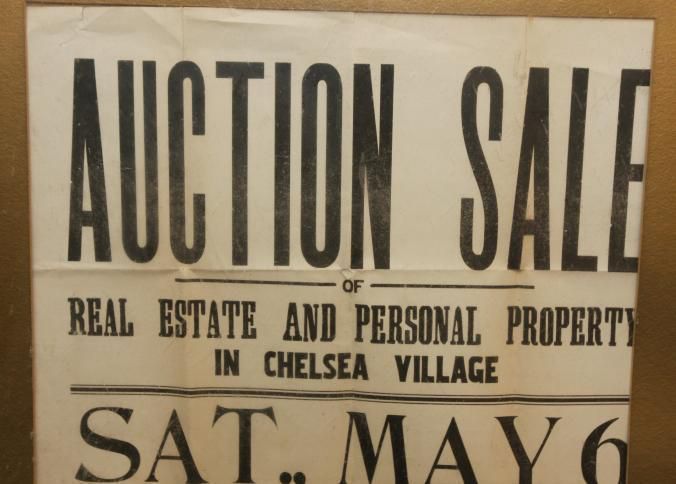 AUCTION SALE
OF
REAL ESTATE AND PERSONAL PROPERTY
IN CHELSEA VILLAGE
SAT., MAY 6